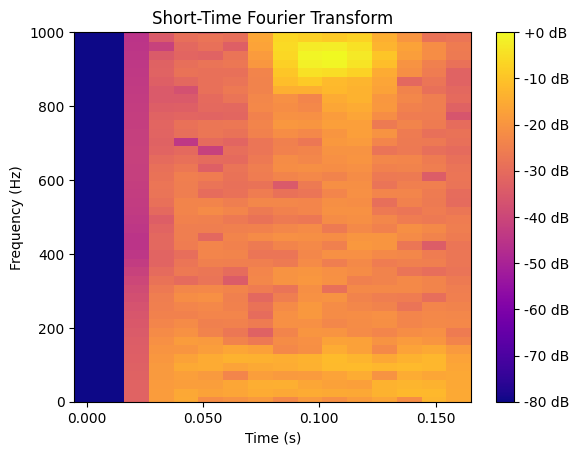 Short-Time Fourier Transform
1000
800
600
400
200
0
Frequency (Hz)
0.000
0.050
0.100
0.150
Time (s)
+0 dB
-10 dB
-20 dB
-30 dB
-40 dB
-50 dB
-60 dB
-70 dB
-80 dB